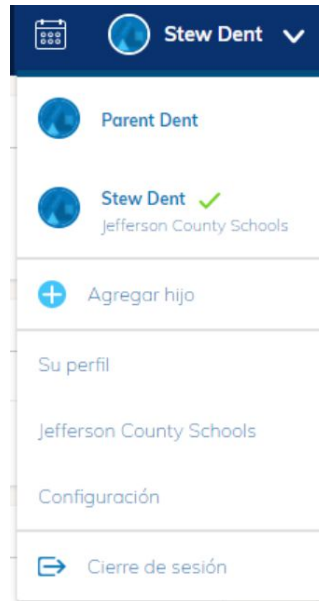 Stew Dent
Parent Dent
Stew Dent
Jefferson County Schools
Agregar hijo
Su perfil
Jefferson County Schools
Configuración
Cierre de sesión